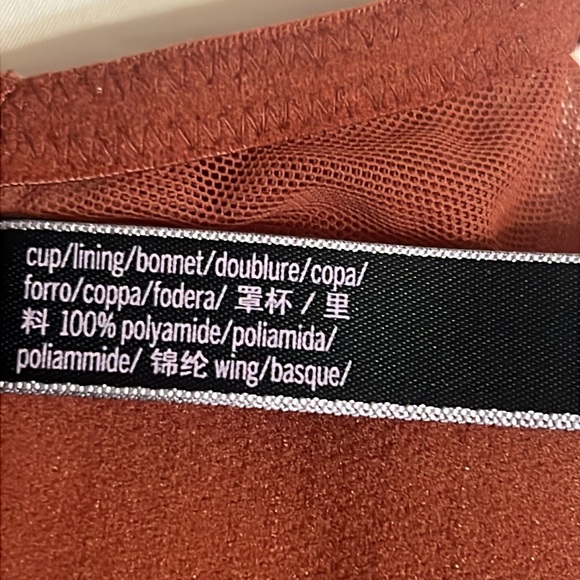 cup/lining/bonnet/doublure/copa/
forro/coppa/fodera/ 罩杯 / 里
料 100% polyamide/poliamida/
poliammide/ 锦纶 wing/basque/